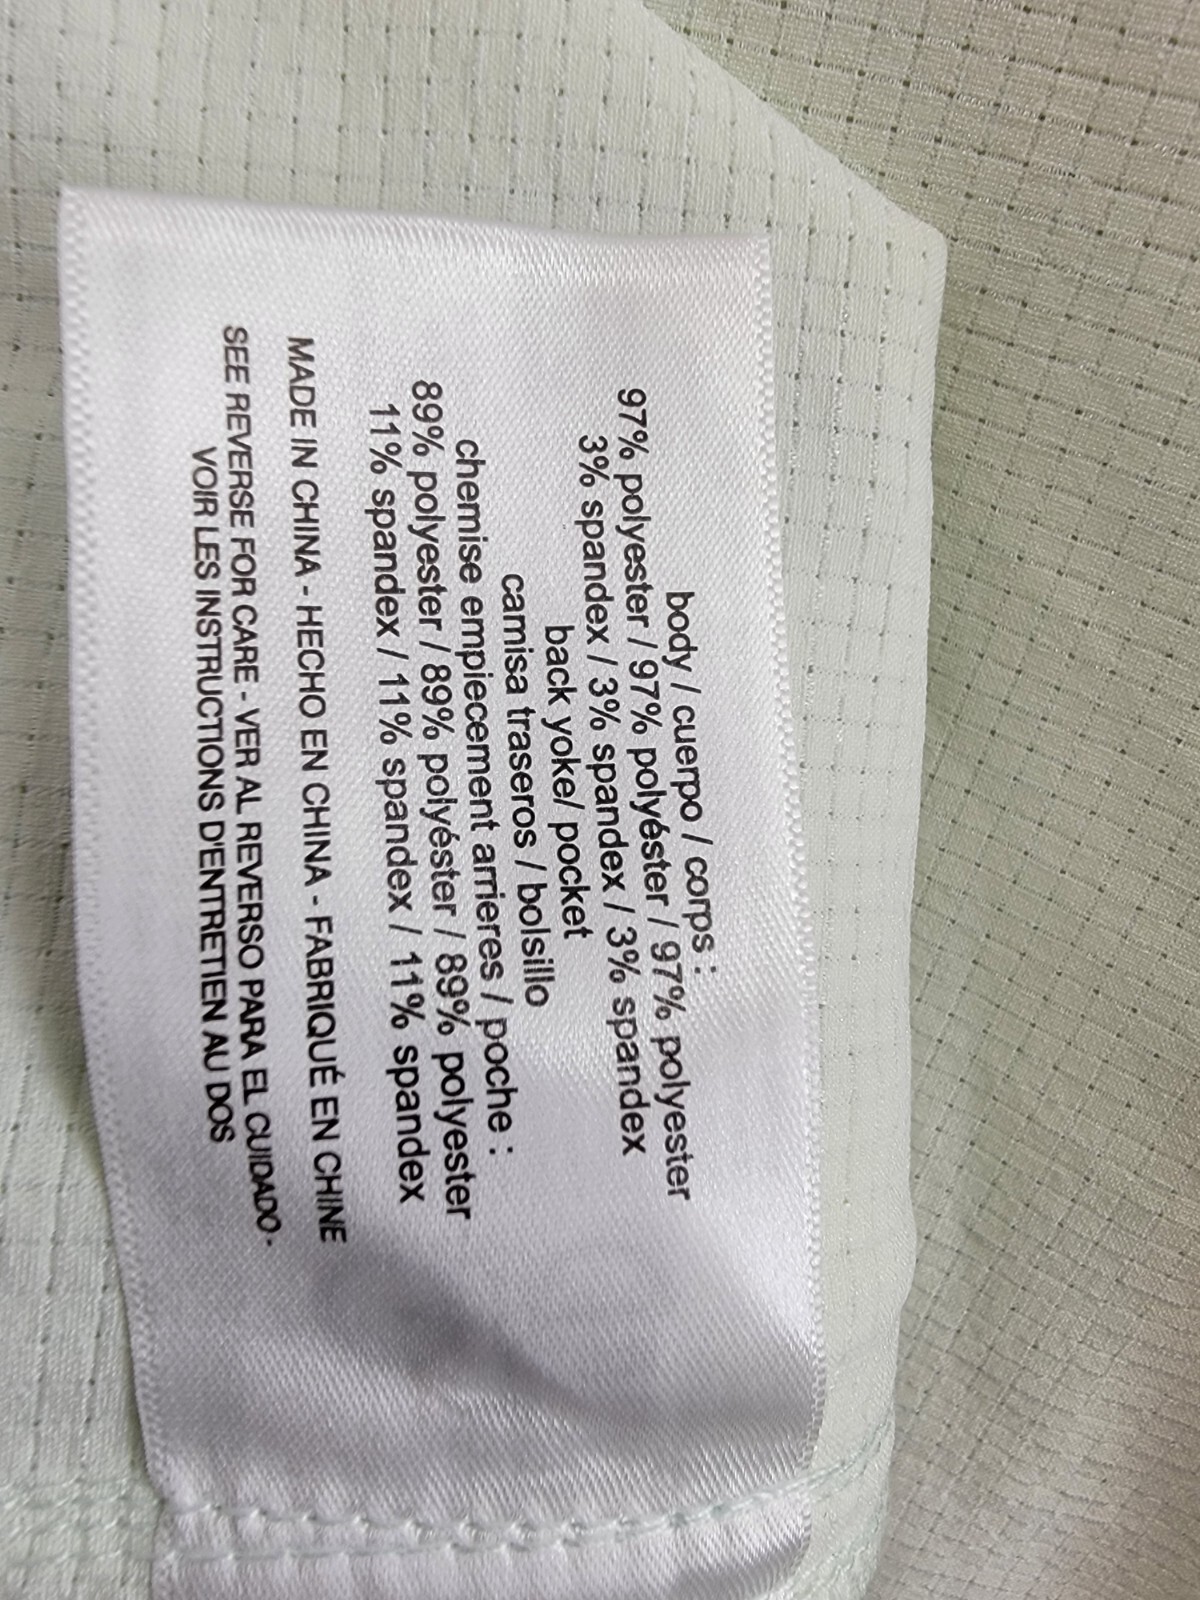 body / cuerpo / corps :
97% polyester / 97% polyéster / 97% polyester
3% spandex / 3% spandex / 3% spandex
back yoke/ pocket
camisa traseros / bolsillo
chemise empiecement arrieres / poche :
89% polyester / 89% polyéster / 89% polyester
11% spandex / 11% spandex / 11% spandex
MADE IN CHINA - HECHO EN CHINA - FABRIQUÉ EN CHINE
SEE REVERSE FOR CARE - VER AL REVERSO PARA EL CUIDADO -
VOIR LES INSTRUCTIONS D'ENTRETIEN AU DOS